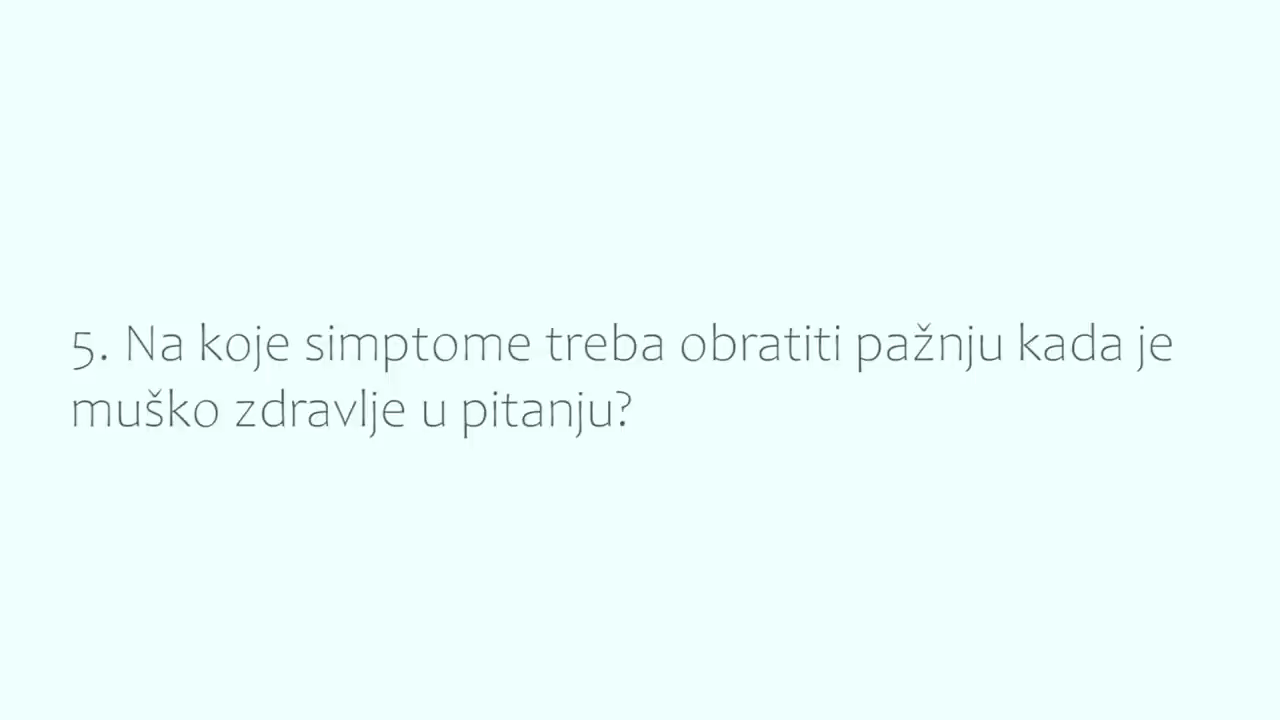 5. Na koje simptome treba obratiti pažnju kada je
muško zdravlje u pitanju?